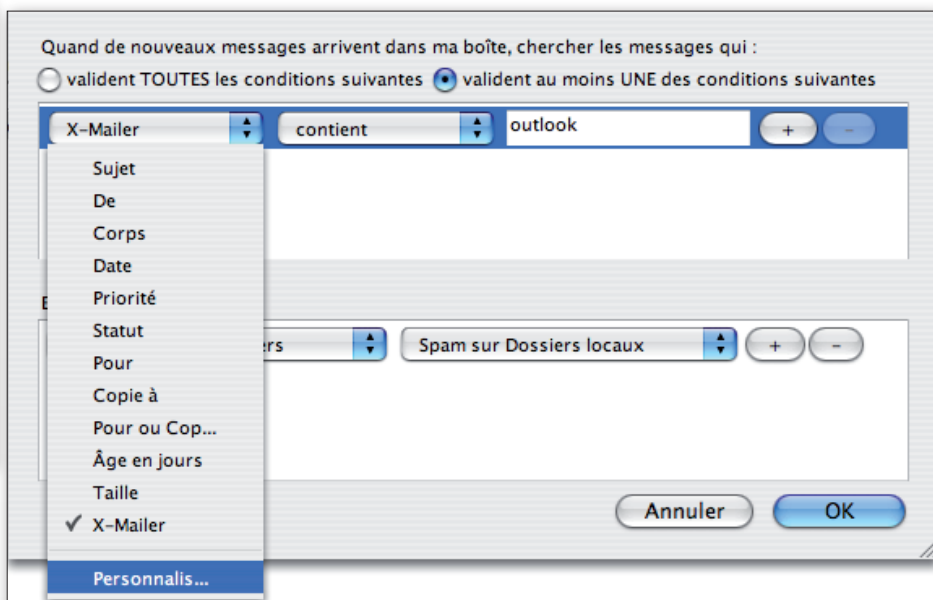 Quand de nouveaux messages arrivent dans ma boîte, chercher les messages qui :
valident TOUTES les conditions suivantes valident au moins UNE des conditions suivantes
X-Mailer contient outlook + -
Sujet
De
Corps
Date
Priorité
Statut
ers Spam sur Dossiers locaux + -
Pour
Copie à
Pour ou Cop...
Âge en jours
Taille
✓ X-Mailer
Annuler OK
Personnalis...